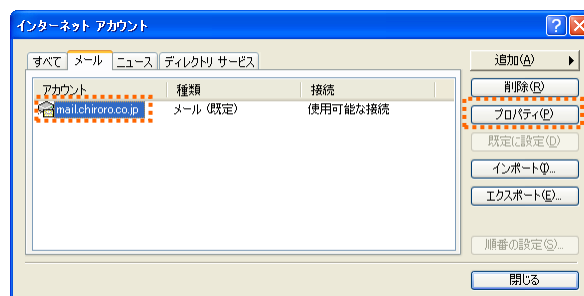 インターネット アカウント
すべて メール ニュース ディレクトリ サービス
アカウント 種類 接続
mail.chiroro.co.jp メール (既定) 使用可能な接続
追加(A)
削除(R)
プロパティ(P)
既定に設定(D)
インポート(I)...
エクスポート(E)...
順番の設定(S)...
閉じる